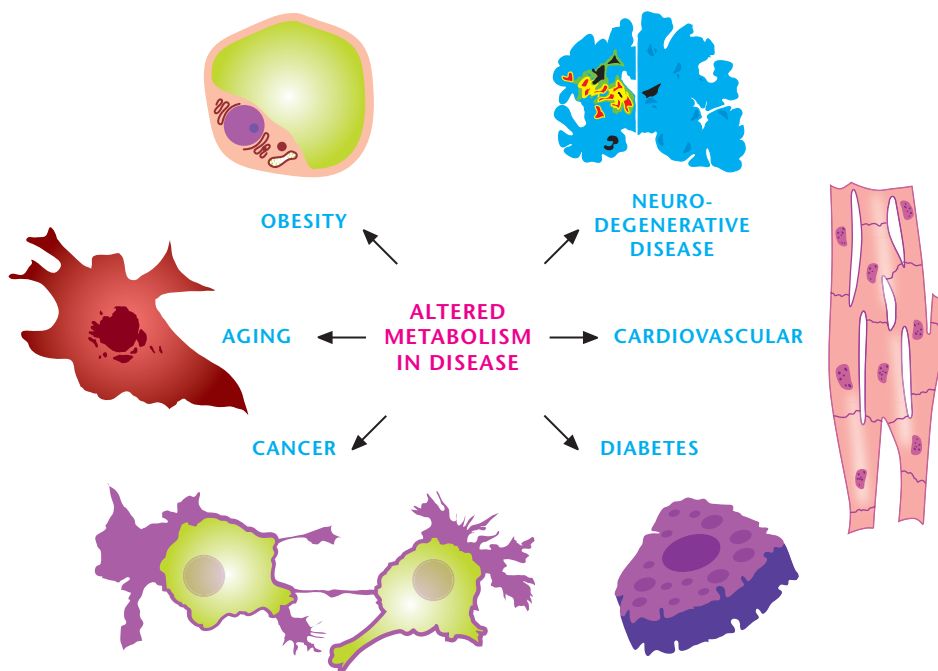 OBESITY
NEURO-
DEGENERATIVE
DISEASE
ALTERED
METABOLISM
IN DISEASE
AGING
CARDIOVASCULAR
CANCER
DIABETES